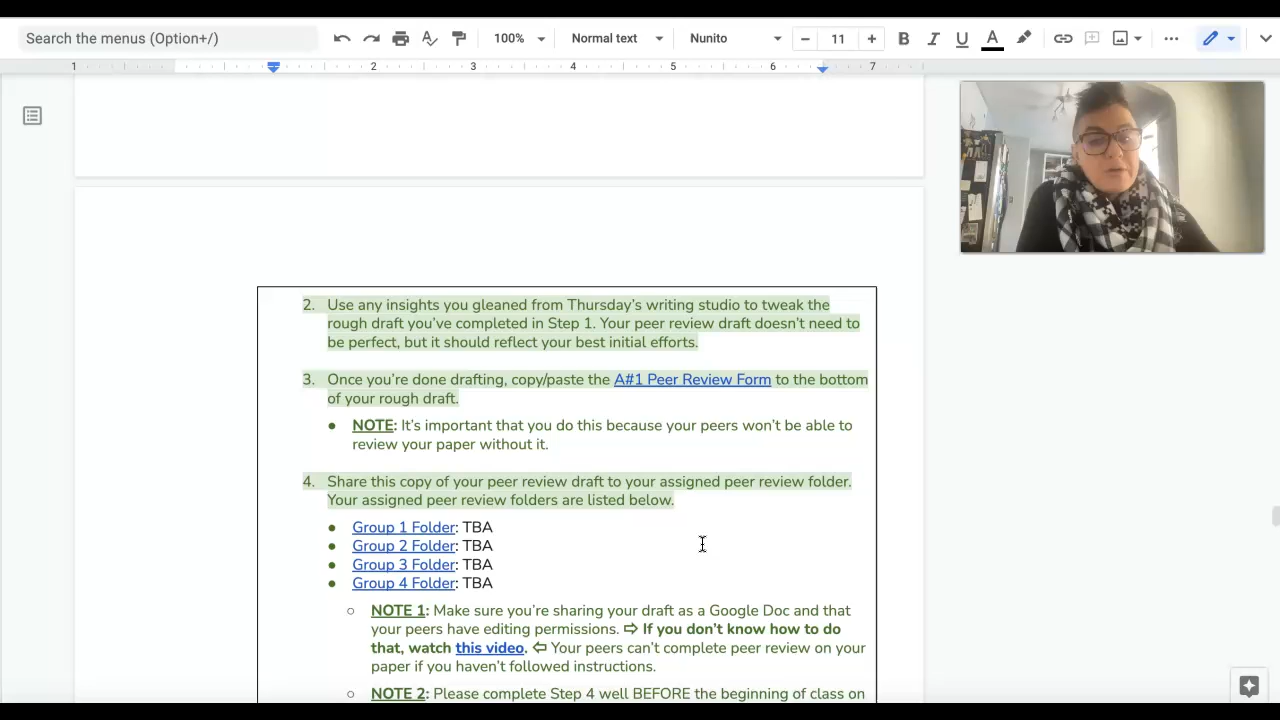 Search the menus (Option+/)
100%
Normal text
Nunito
11
B I U A
1 2 3 4 5 6 7
2. Use any insights you gleaned from Thursday's writing studio to tweak the
rough draft you've completed in Step 1. Your peer review draft doesn't need to
be perfect, but it should reflect your best initial efforts.
3. Once you're done drafting, copy/paste the A#1 Peer Review Form to the bottom
of your rough draft.
● NOTE: It's important that you do this because your peers won't be able to
review your paper without it.
4. Share this copy of your peer review draft to your assigned peer review folder.
Your assigned peer review folders are listed below.
● Group 1 Folder: TBA
● Group 2 Folder: TBA
● Group 3 Folder: TBA
● Group 4 Folder: TBA
○ NOTE 1: Make sure you're sharing your draft as a Google Doc and that
your peers have editing permissions. ⇨ If you don't know how to do
that, watch this video. ⇦ Your peers can't complete peer review on your
paper if you haven't followed instructions.
○ NOTE 2: Please complete Step 4 well BEFORE the beginning of class on